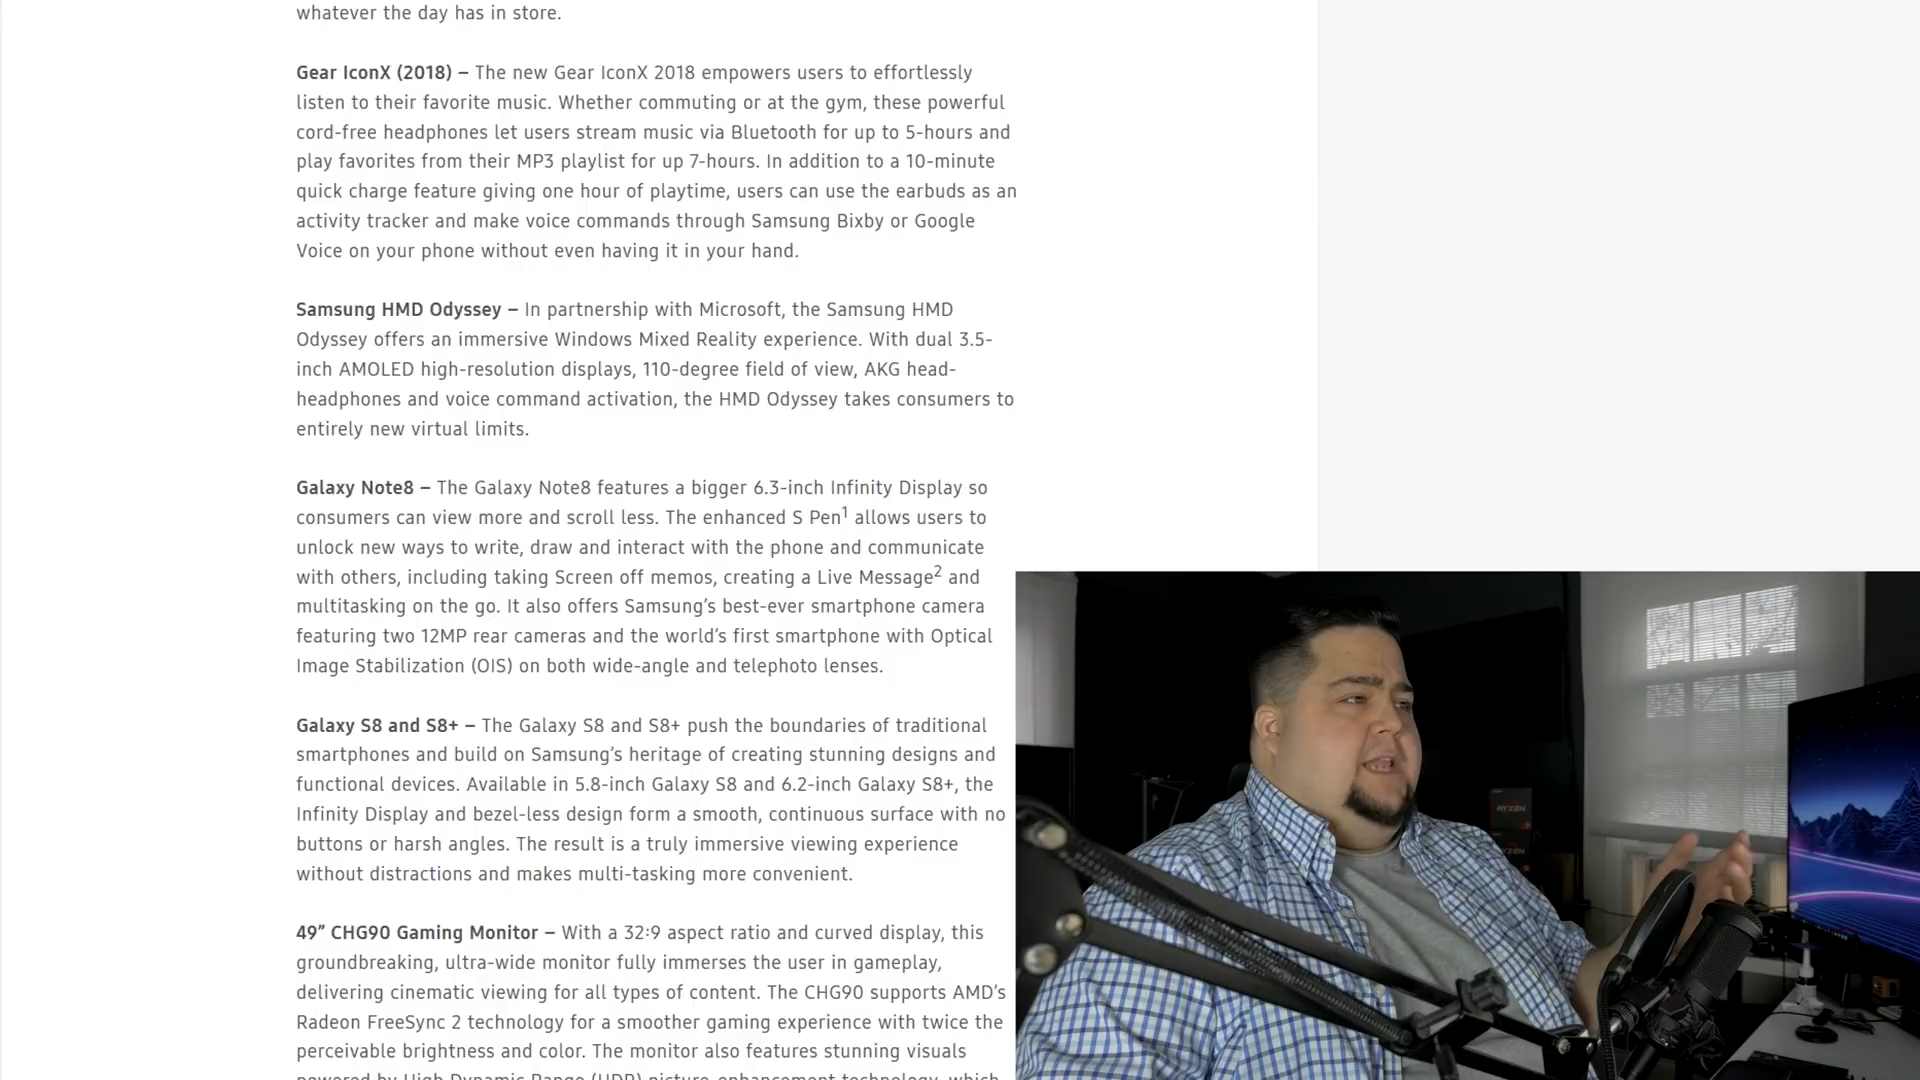 whatever the day has in store.
Gear IconX (2018) – The new Gear IconX 2018 empowers users to effortlessly
listen to their favorite music. Whether commuting or at the gym, these powerful
cord-free headphones let users stream music via Bluetooth for up to 5-hours and
play favorites from their MP3 playlist for up 7-hours. In addition to a 10-minute
quick charge feature giving one hour of playtime, users can use the earbuds as an
activity tracker and make voice commands through Samsung Bixby or Google
Voice on your phone without even having it in your hand.
Samsung HMD Odyssey – In partnership with Microsoft, the Samsung HMD
Odyssey offers an immersive Windows Mixed Reality experience. With dual 3.5-
inch AMOLED high-resolution displays, 110-degree field of view, AKG head-
headphones and voice command activation, the HMD Odyssey takes consumers to
entirely new virtual limits.
Galaxy Note8 – The Galaxy Note8 features a bigger 6.3-inch Infinity Display so
consumers can view more and scroll less. The enhanced S Pen¹ allows users to
unlock new ways to write, draw and interact with the phone and communicate
with others, including taking Screen off memos, creating a Live Message² and
multitasking on the go. It also offers Samsung’s best-ever smartphone camera
featuring two 12MP rear cameras and the world’s first smartphone with Optical
Image Stabilization (OIS) on both wide-angle and telephoto lenses.
Galaxy S8 and S8+ – The Galaxy S8 and S8+ push the boundaries of traditional
smartphones and build on Samsung’s heritage of creating stunning designs and
functional devices. Available in 5.8-inch Galaxy S8 and 6.2-inch Galaxy S8+, the
Infinity Display and bezel-less design form a smooth, continuous surface with no
buttons or harsh angles. The result is a truly immersive viewing experience
without distractions and makes multi-tasking more convenient.
49” CHG90 Gaming Monitor – With a 32:9 aspect ratio and curved display, this
groundbreaking, ultra-wide monitor fully immerses the user in gameplay,
delivering cinematic viewing for all types of content. The CHG90 supports AMD’s
Radeon FreeSync 2 technology for a smoother gaming experience with twice the
perceivable brightness and color. The monitor also features stunning visuals
powered by High Dynamic Range (HDR) picture-enhancement technology, which
RYZEN
RYZEN